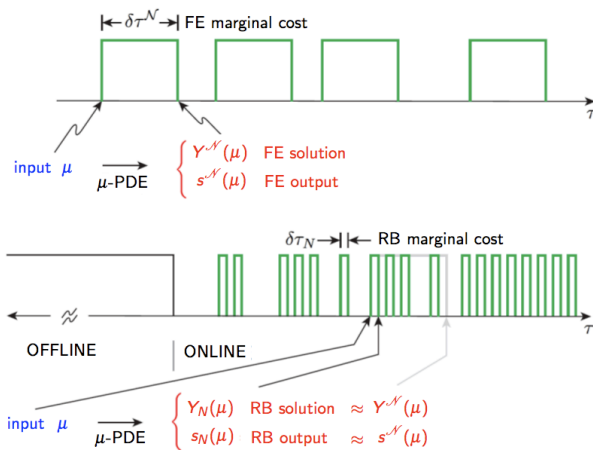 δτ^𝒩 FE marginal cost
τ
input μ
μ-PDE
Y^𝒩(μ) FE solution
s^𝒩(μ) FE output
δτ_N RB marginal cost
≈
τ
OFFLINE ONLINE
input μ
μ-PDE
Y_N(μ) RB solution ≈ Y^𝒩(μ)
s_N(μ) RB output ≈ s^𝒩(μ)